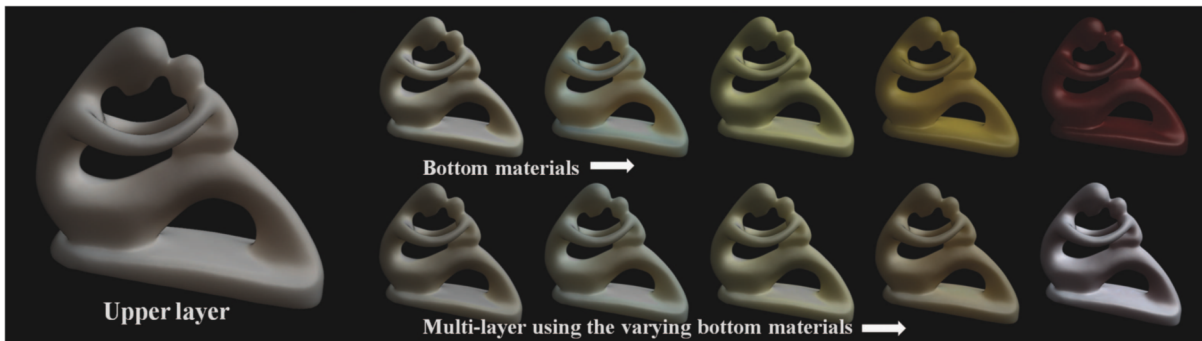 Bottom materials
Upper layer
Multi-layer using the varying bottom materials